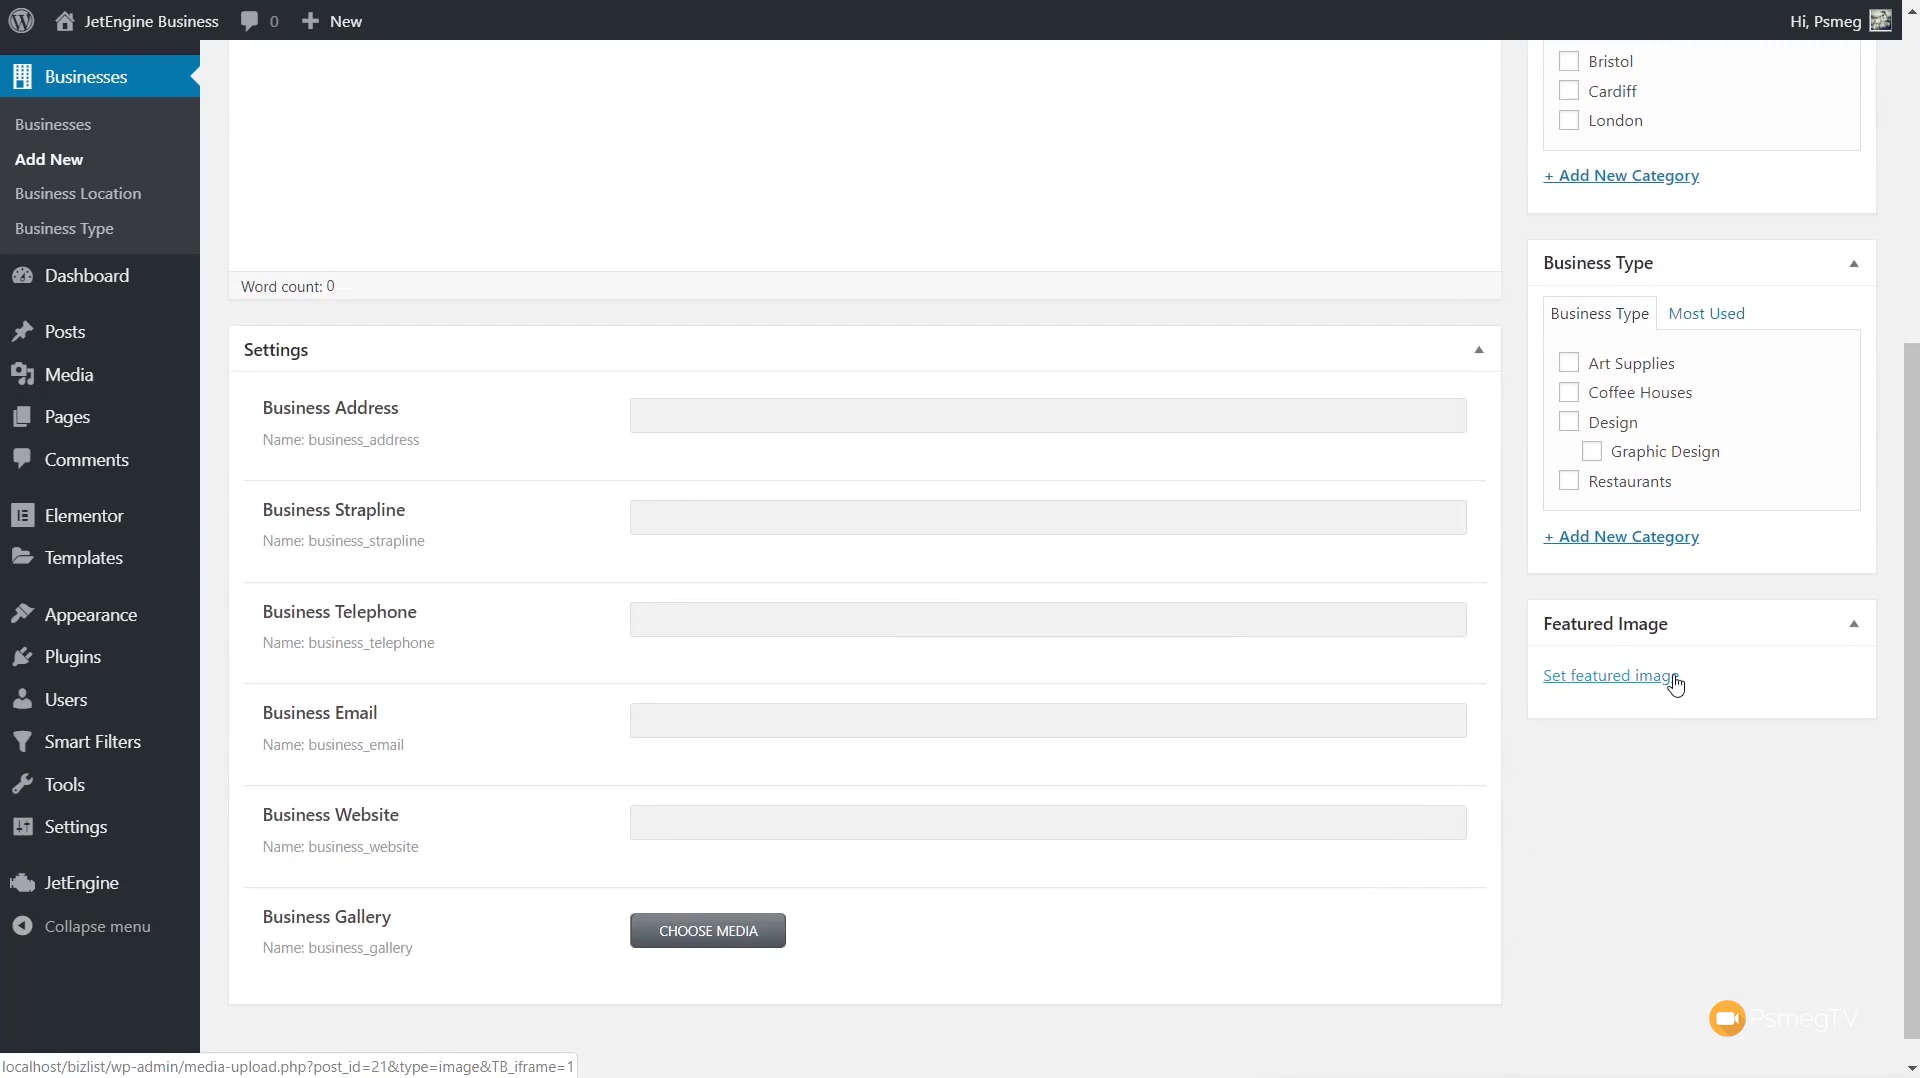 JetEngine Business
0
New
Hi, Psmeg
Businesses
Businesses
Add New
Business Location
Business Type
Dashboard
Posts
Media
Pages
Comments
Elementor
Templates
Appearance
Plugins
Users
Smart Filters
Tools
Settings
JetEngine
Collapse menu
Word count: 0
Settings
Business Address
Name: business_address
Business Strapline
Name: business_strapline
Business Telephone
Name: business_telephone
Business Email
Name: business_email
Business Website
Name: business_website
Business Gallery
Name: business_gallery
CHOOSE MEDIA
Bristol
Cardiff
London
+ Add New Category
Business Type
Business Type Most Used
Art Supplies
Coffee Houses
Design
Graphic Design
Restaurants
+ Add New Category
Featured Image
Set featured image
PsmegTV
localhost/bizlist/wp-admin/media-upload.php?post_id=21&type=image&TB_iframe=1